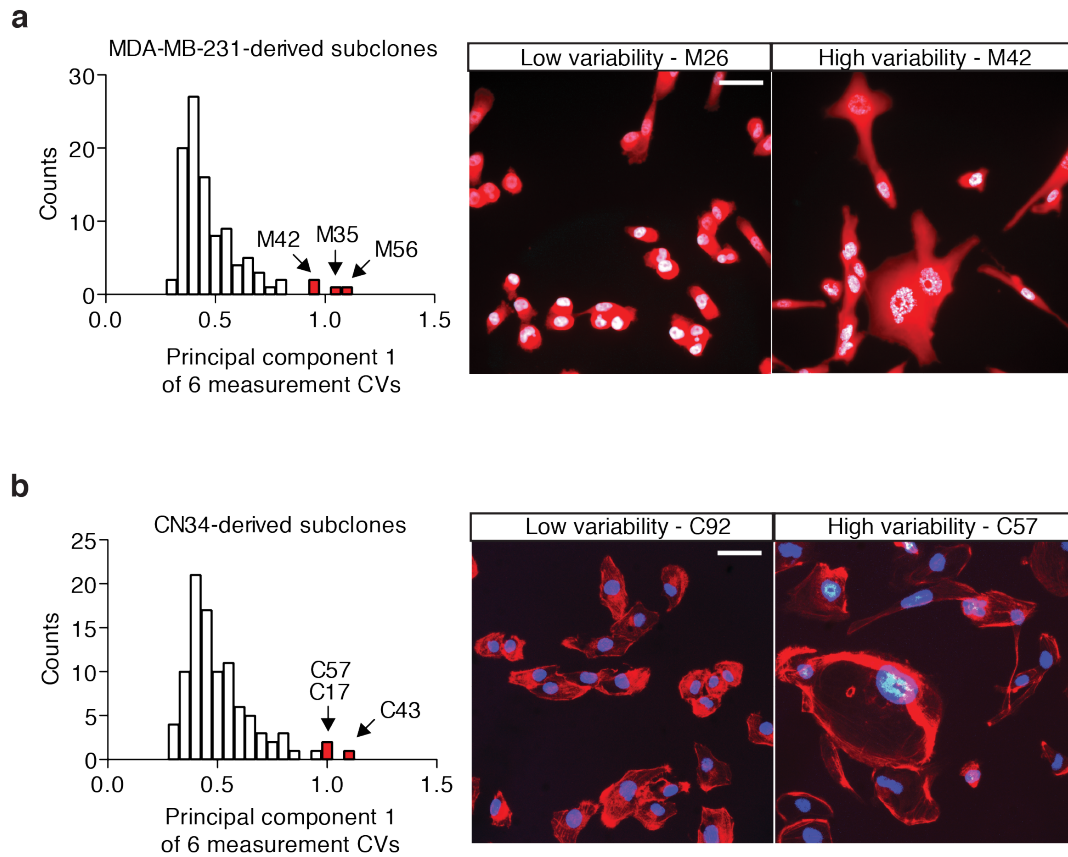 a
MDA-MB-231-derived subclones
30
20
10
0
Counts
M42
M35
M56
0.0
0.5
1.0
1.5
Principal component 1
of 6 measurement CVs
Low variability - M26
High variability - M42
b
CN34-derived subclones
25
20
15
10
5
0
Counts
C57
C17
C43
0.0
0.5
1.0
1.5
Principal component 1
of 6 measurement CVs
Low variability - C92
High variability - C57